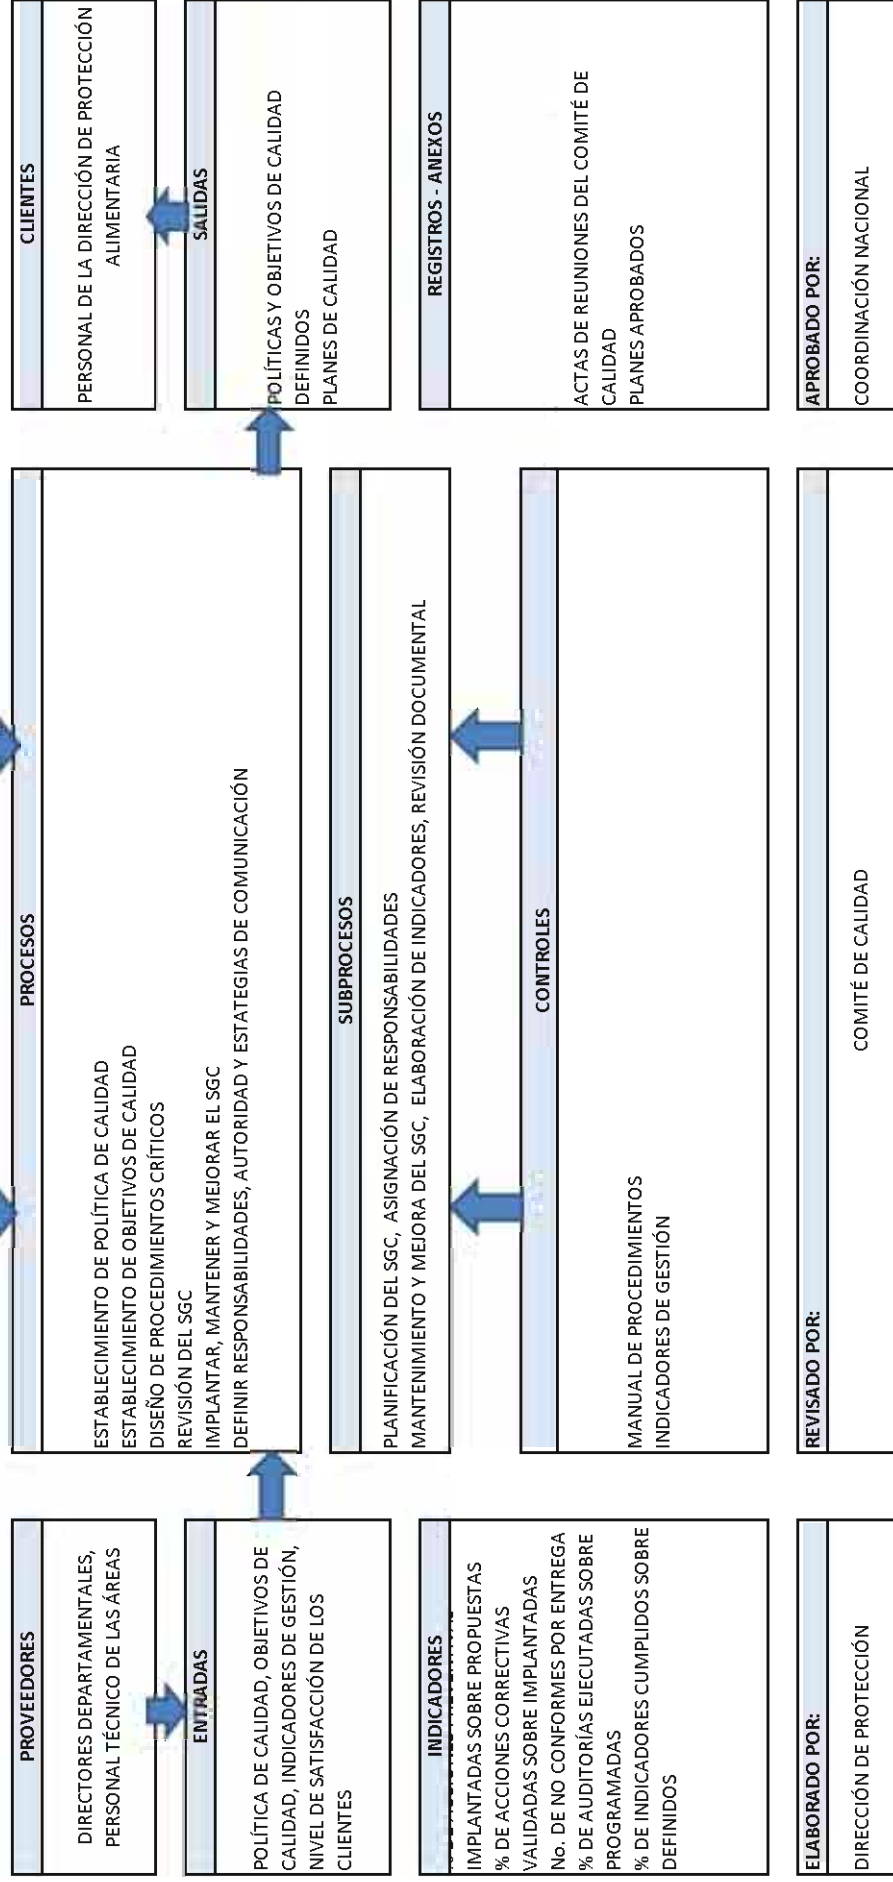 PROVEEDORES
DIRECTORES DEPARTAMENTALES,
PERSONAL TÉCNICO DE LAS ÁREAS
ENTRADAS
POLÍTICA DE CALIDAD, OBJETIVOS DE
CALIDAD, INDICADORES DE GESTIÓN,
NIVEL DE SATISFACCIÓN DE LOS
CLIENTES
INDICADORES
IMPLANTADAS SOBRE PROPUESTAS
% DE ACCIONES CORRECTIVAS
VALIDADAS SOBRE IMPLANTADAS
No. DE NO CONFORMES POR ENTREGA
% DE AUDITORÍAS EJECUTADAS SOBRE
PROGRAMADAS
% DE INDICADORES CUMPLIDOS SOBRE
DEFINIDOS
ELABORADO POR:
DIRECCIÓN DE PROTECCIÓN
PROCESOS
ESTABLECIMIENTO DE POLÍTICA DE CALIDAD
ESTABLECIMIENTO DE OBJETIVOS DE CALIDAD
DISEÑO DE PROCEDIMIENTOS CRÍTICOS
REVISIÓN DEL SGC
IMPLANTAR, MANTENER Y MEJORAR EL SGC
DEFINIR RESPONSABILIDADES, AUTORIDAD Y ESTATEGIAS DE COMUNICACIÓN
SUBPROCESOS
PLANIFICACIÓN DEL SGC, ASIGNACIÓN DE RESPONSABILIDADES
MANTENIMIENTO Y MEJORA DEL SGC, ELABORACIÓN DE INDICADORES, REVISIÓN DOCUMENTAL
CONTROLES
MANUAL DE PROCEDIMIENTOS
INDICADORES DE GESTIÓN
REVISADO POR:
COMITÉ DE CALIDAD
CLIENTES
PERSONAL DE LA DIRECCIÓN DE PROTECCIÓN
ALIMENTARIA
SALIDAS
POLÍTICAS Y OBJETIVOS DE CALIDAD
DEFINIDOS
PLANES DE CALIDAD
REGISTROS - ANEXOS
ACTAS DE REUNIONES DEL COMITÉ DE
CALIDAD
PLANES APROBADOS
APROBADO POR:
COORDINACIÓN NACIONAL